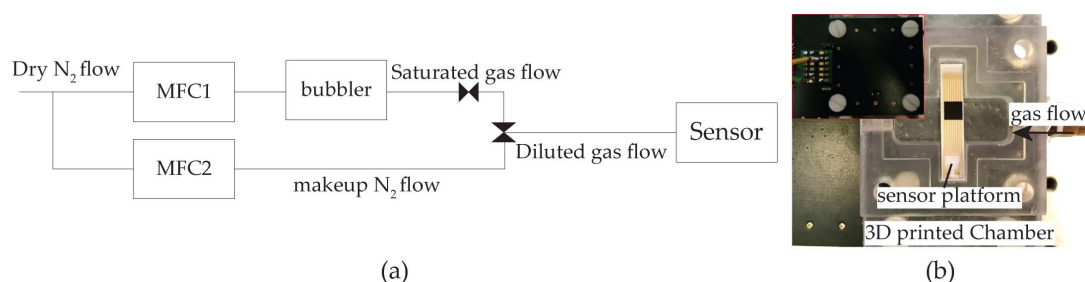 Dry N2 flow
MFC1
bubbler
Saturated gas flow
MFC2
makeup N2 flow
Diluted gas flow
Sensor
(a)
gas flow
sensor platform
3D printed Chamber
(b)